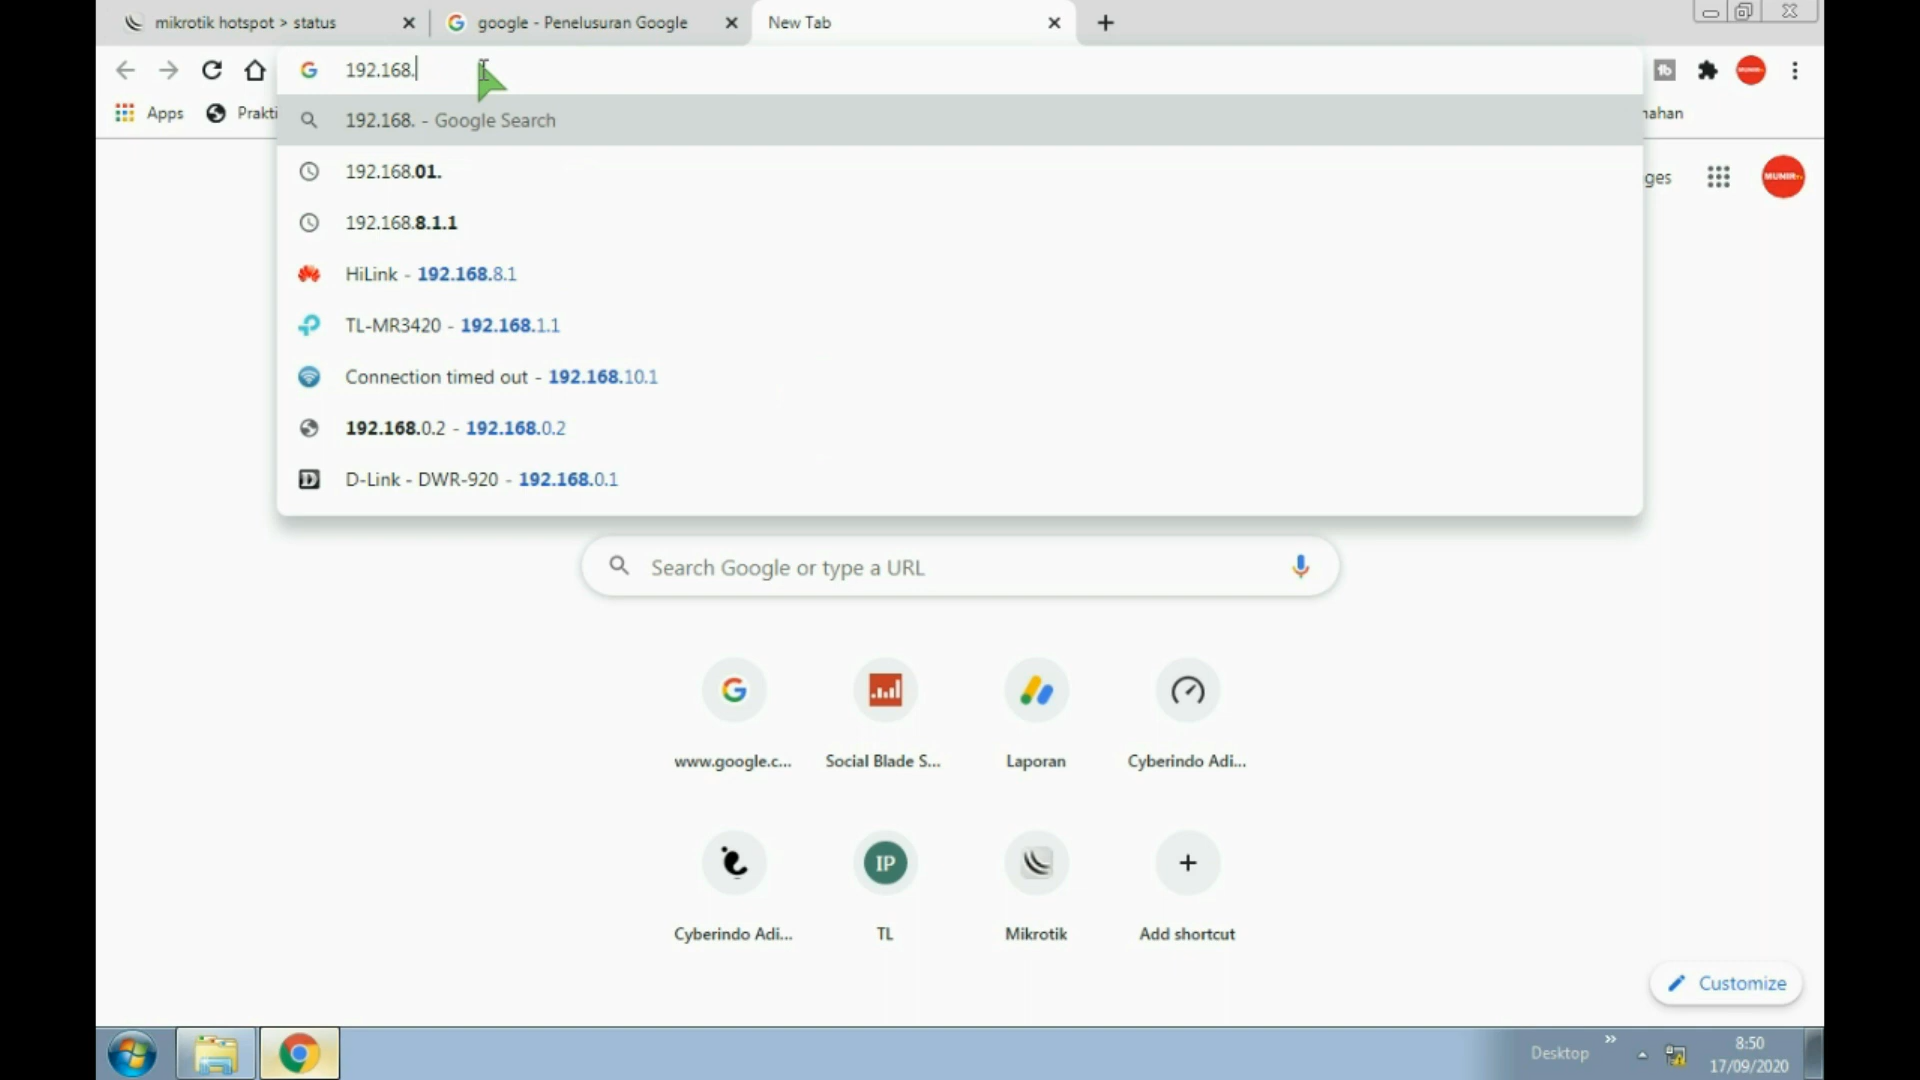 mikrotik hotspot > status
google - Penelusuran Google
New Tab
192.168.
Apps
Prakti
192.168. - Google Search
nahan
192.168.01.
ges
MUNIR
192.168.8.1.1
HiLink - 192.168.8.1
TL-MR3420 - 192.168.1.1
Connection timed out - 192.168.10.1
192.168.0.2 - 192.168.0.2
D-Link - DWR-920 - 192.168.0.1
Search Google or type a URL
www.google.c...
Social Blade S...
Laporan
Cyberindo Adi...
IP
Cyberindo Adi...
TL
Mikrotik
Add shortcut
Customize
Desktop
8:50
17/09/2020